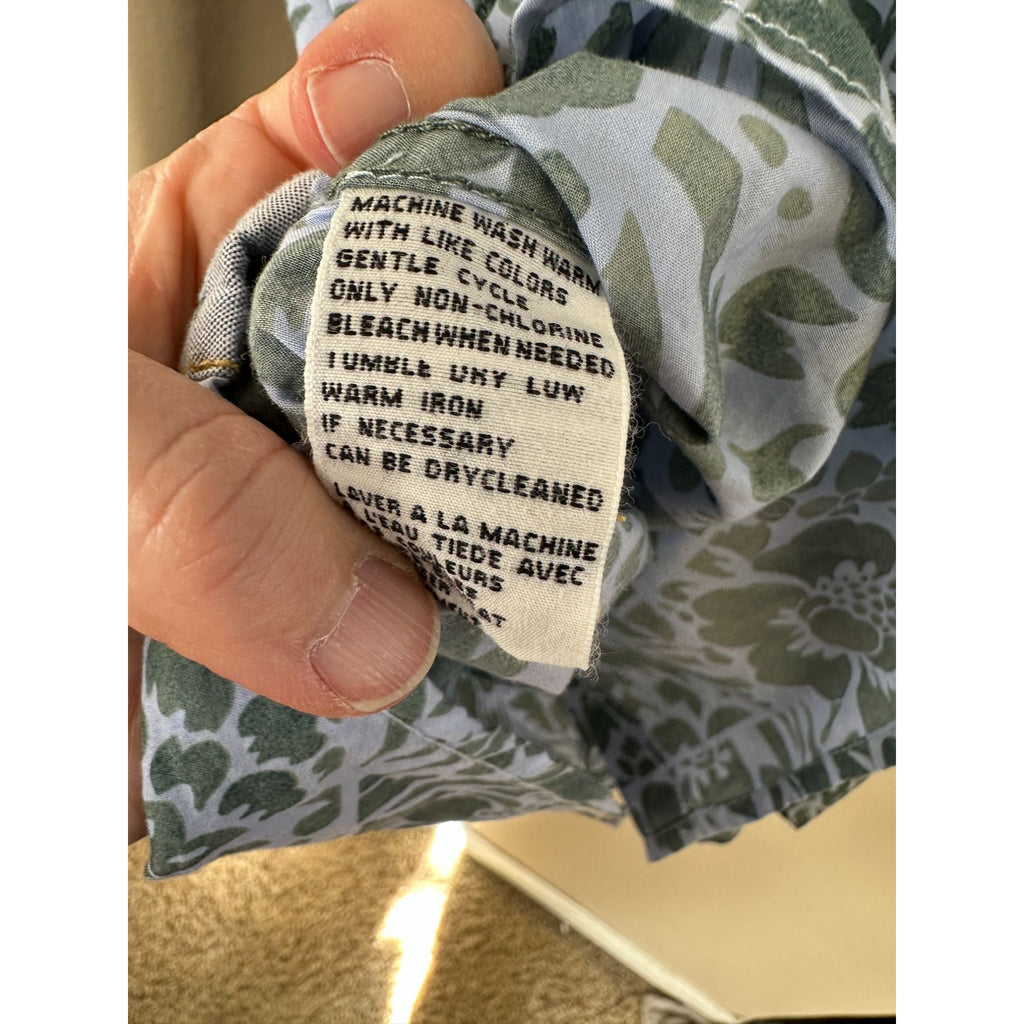 MACHINE WASH WARM
WITH LIKE COLORS
GENTLE CYCLE
ONLY NON-CHLORINE
BLEACH WHEN NEEDED
TUMBLE DRY LOW
WARM IRON
IF NECESSARY
CAN BE DRYCLEANED
LAVER A LA MACHINE
L'EAU TIEDE AVEC